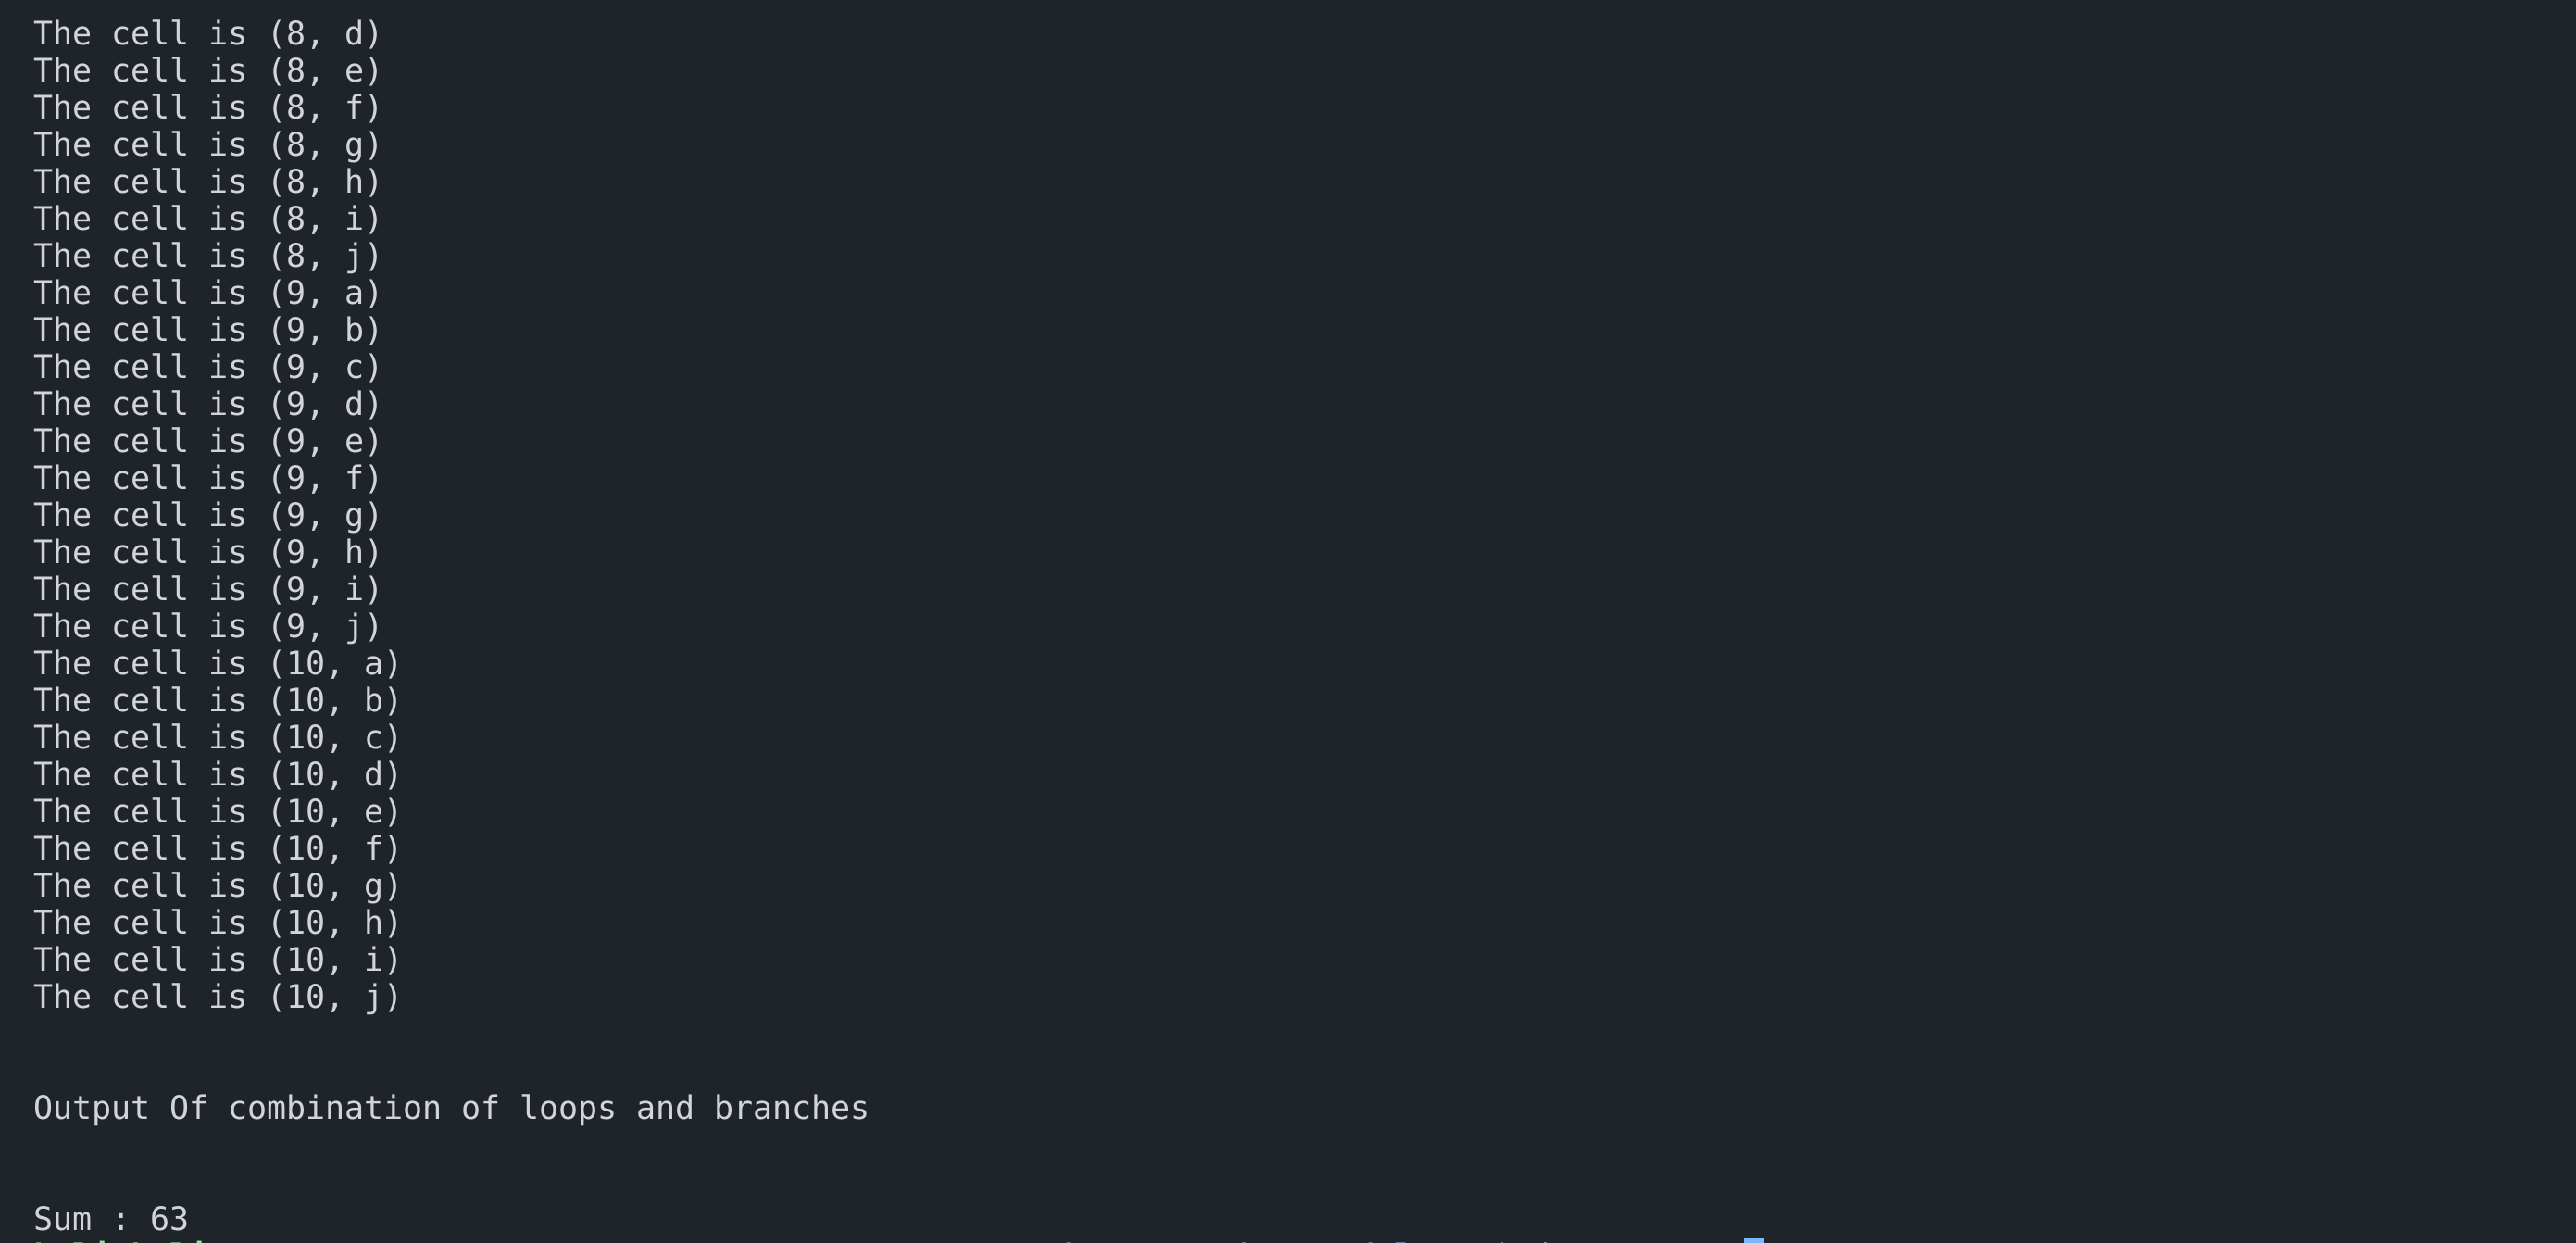 The cell is (8, d)
The cell is (8, e)
The cell is (8, f)
The cell is (8, g)
The cell is (8, h)
The cell is (8, i)
The cell is (8, j)
The cell is (9, a)
The cell is (9, b)
The cell is (9, c)
The cell is (9, d)
The cell is (9, e)
The cell is (9, f)
The cell is (9, g)
The cell is (9, h)
The cell is (9, i)
The cell is (9, j)
The cell is (10, a)
The cell is (10, b)
The cell is (10, c)
The cell is (10, d)
The cell is (10, e)
The cell is (10, f)
The cell is (10, g)
The cell is (10, h)
The cell is (10, i)
The cell is (10, j)
Output Of combination of loops and branches
Sum : 63